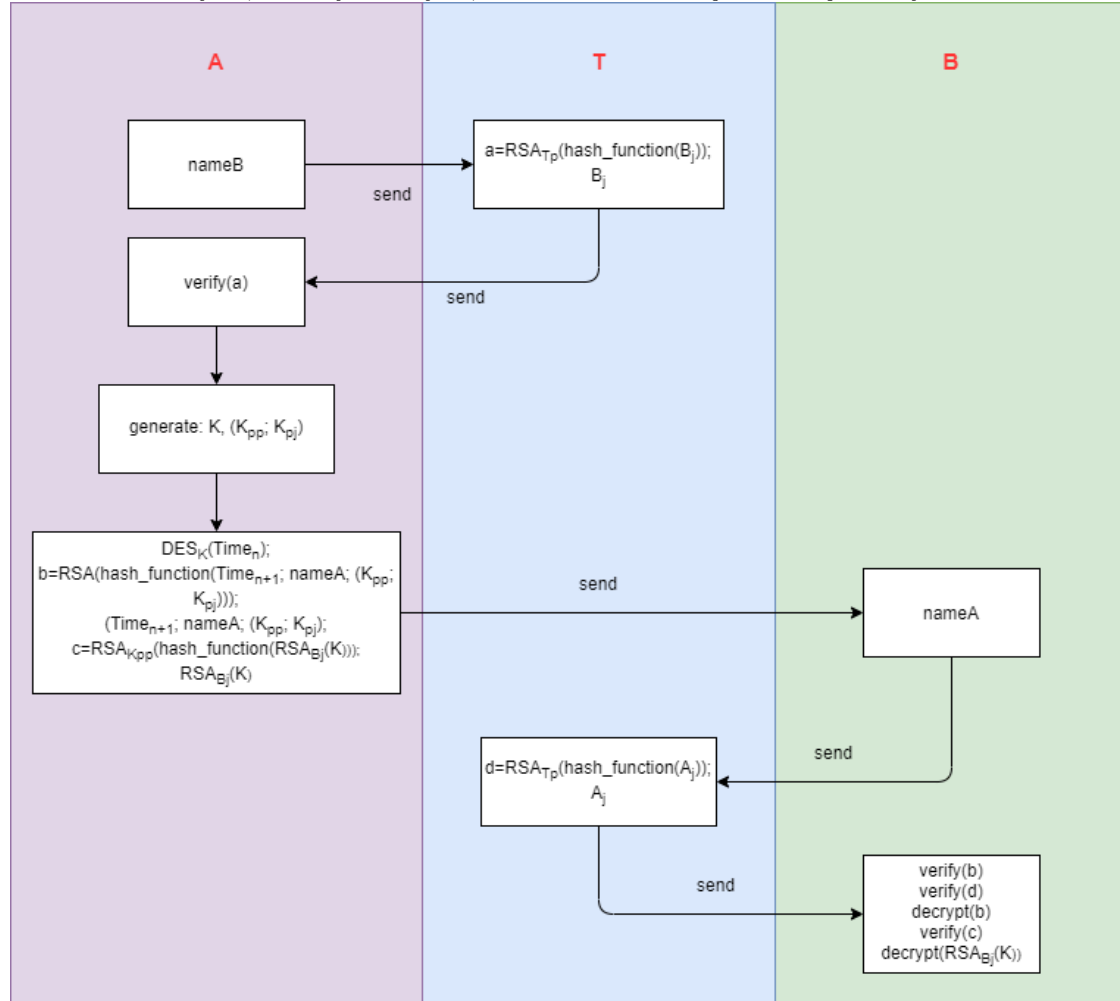 A
T
B
nameB
send
a=RSA_Tp(hash_function(B_j));
B_j
verify(a)
send
generate: K, (K_pp; K_pj)
DES_K(Time_n);
b=RSA(hash_function(Time_n+1; nameA; (K_pp;
K_pj)));
(Time_n+1; nameA; (K_pp; K_pj);
c=RSA_Kpp(hash_function(RSA_Bj(K)));
RSA_Bj(K)
send
nameA
send
d=RSA_Tp(hash_function(A_j));
A_j
send
verify(b)
verify(d)
decrypt(b)
verify(c)
decrypt(RSA_Bj(K))